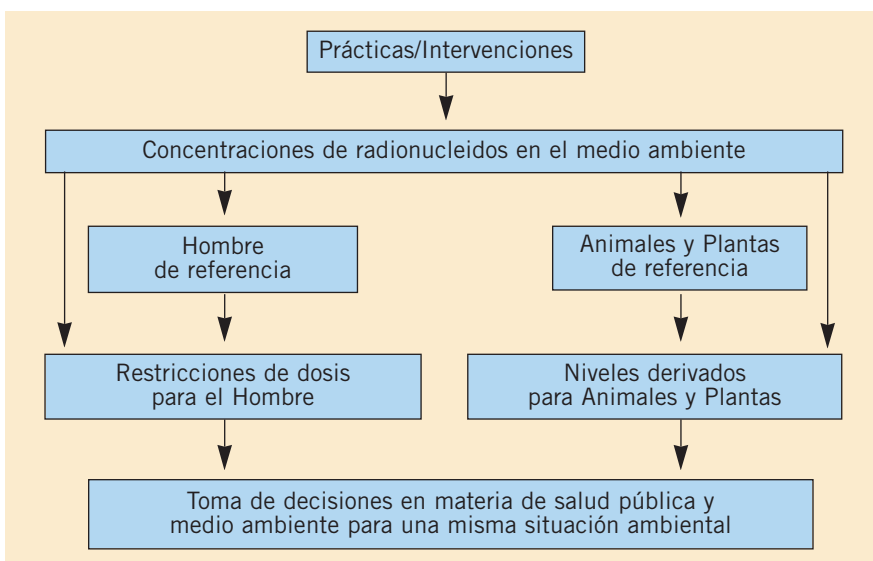 Prácticas/Intervenciones
Concentraciones de radionucleidos en el medio ambiente
Hombre
de referencia
Animales y Plantas
de referencia
Restricciones de dosis
para el Hombre
Niveles derivados
para Animales y Plantas
Toma de decisiones en materia de salud pública y
medio ambiente para una misma situación ambiental